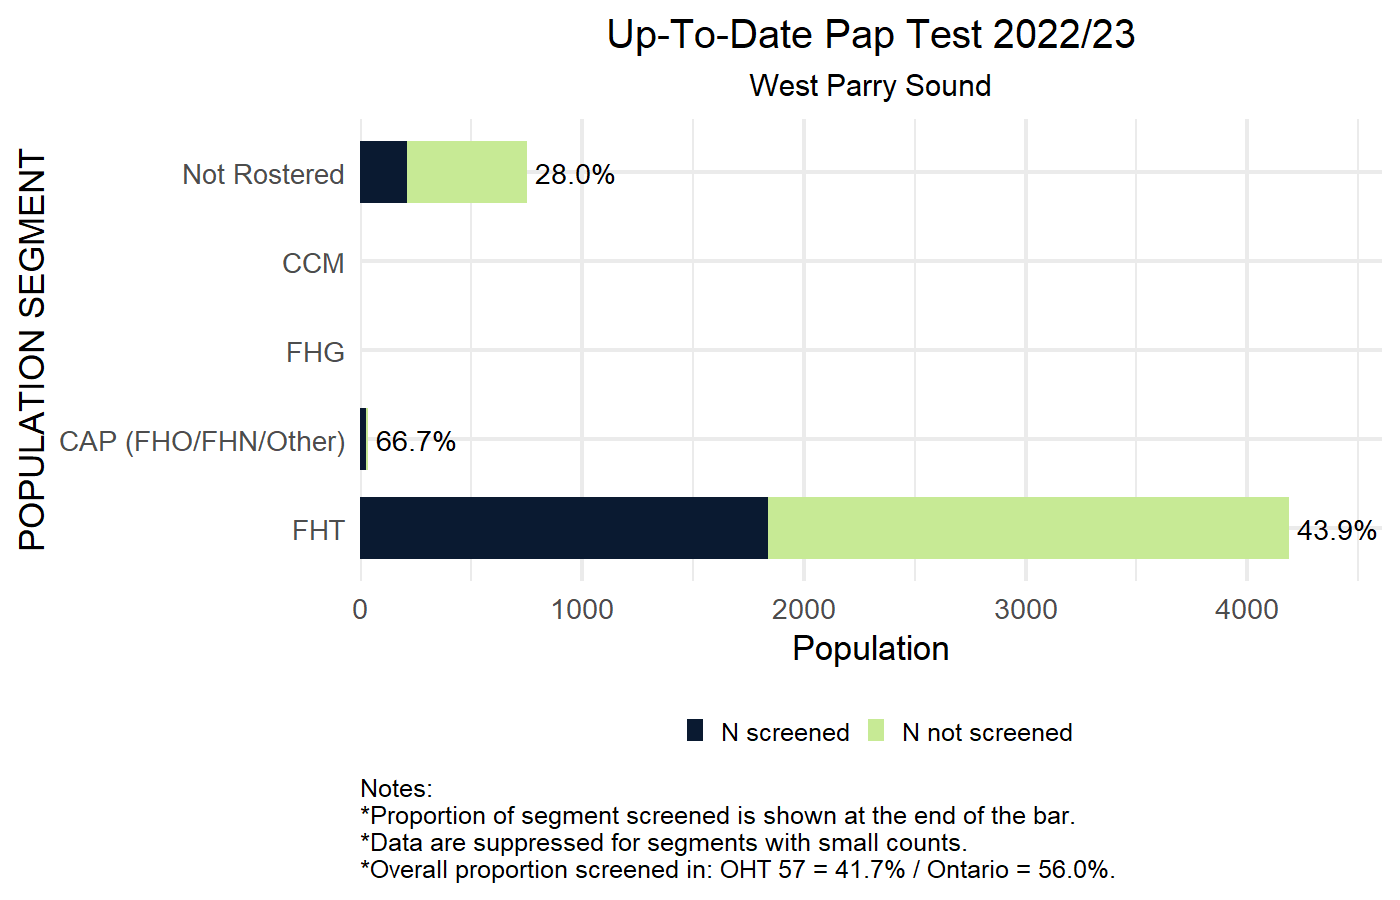 Up-To-Date Pap Test 2022/23
West Parry Sound
POPULATION SEGMENT
Not Rostered
28.0%
CCM
FHG
CAP (FHO/FHN/Other)
66.7%
FHT
43.9%
0 1000 2000 3000 4000
Population
N screened N not screened
Notes:
*Proportion of segment screened is shown at the end of the bar.
*Data are suppressed for segments with small counts.
*Overall proportion screened in: OHT 57 = 41.7% / Ontario = 56.0%.